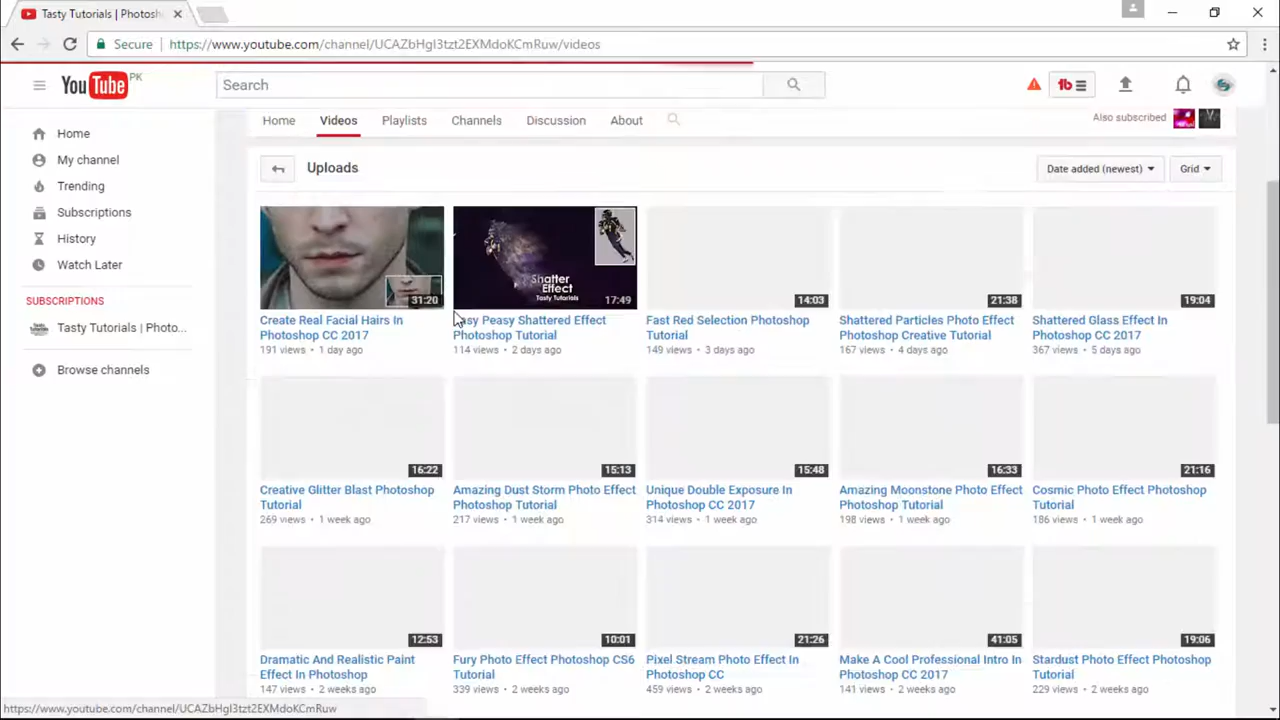 Tasty Tutorials | Photosh
Secure https://www.youtube.com/channel/UCAZbHgI3tzt2EXMdoKCmRuw/videos
YouTube PK
Search
Home Videos Playlists Channels Discussion About
Also subscribed
Home
My channel
Trending
Subscriptions
History
Watch Later
SUBSCRIPTIONS
Tasty Tutorials | Photo...
Browse channels
Uploads
Date added (newest)
Grid
Shatter
Effect
Tasty Tutorials
31:20
17:49
14:03
21:38
19:04
Create Real Facial Hairs In
Photoshop CC 2017
191 views • 1 day ago
asy Peasy Shattered Effect
Photoshop Tutorial
114 views • 2 days ago
Fast Red Selection Photoshop
Tutorial
149 views • 3 days ago
Shattered Particles Photo Effect
Photoshop Creative Tutorial
167 views • 4 days ago
Shattered Glass Effect In
Photoshop CC 2017
367 views • 5 days ago
16:22
15:13
15:48
16:33
21:16
Creative Glitter Blast Photoshop
Tutorial
269 views • 1 week ago
Amazing Dust Storm Photo Effect
Photoshop Tutorial
217 views • 1 week ago
Unique Double Exposure In
Photoshop CC 2017
314 views • 1 week ago
Amazing Moonstone Photo Effect
Photoshop Tutorial
198 views • 1 week ago
Cosmic Photo Effect Photoshop
Tutorial
186 views • 1 week ago
12:53
10:01
21:26
41:05
19:06
Dramatic And Realistic Paint
Effect In Photoshop
147 views • 2 weeks ago
Fury Photo Effect Photoshop CS6
Tutorial
339 views • 2 weeks ago
Pixel Stream Photo Effect In
Photoshop CC
459 views • 2 weeks ago
Make A Cool Professional Intro In
Photoshop CC 2017
141 views • 2 weeks ago
Stardust Photo Effect Photoshop
Tutorial
229 views • 2 weeks ago
https://www.youtube.com/channel/UCAZbHgI3tzt2EXMdoKCmRuw